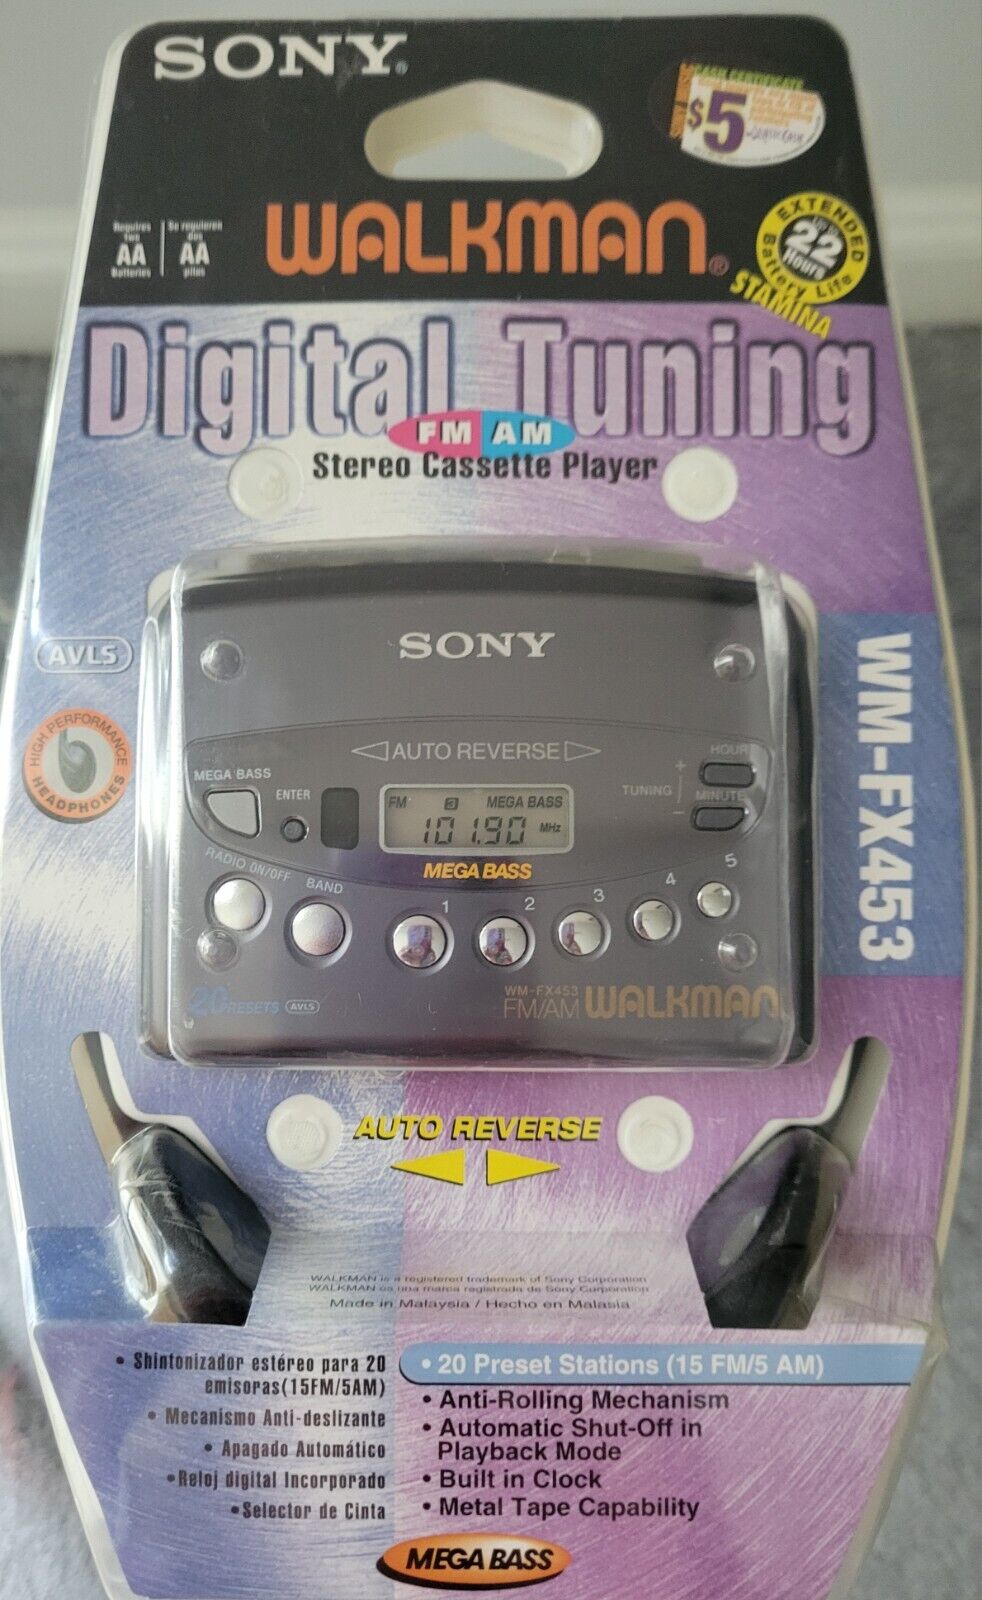 SONY®
CASH CERTIFICATE
$5
Requires two AA Batteries
Se requieren dos AA pilas
WALKMAN®
EXTENDED
Up to
22
Hours
Battery Life
STAMINA
Digital Tuning
FM AM
Stereo Cassette Player
AVLS
HIGH PERFORMANCE
HEADPHONES
WM-FX453
SONY
AUTO REVERSE
MEGA BASS
ENTER
HOUR
+
TUNING
MINUTE
−
FM 3 MEGA BASS
101.90 MHz
MEGA BASS
RADIO ON/OFF
BAND
1
2
3
4
5
20 PRESETS AVLS
WM-FX453
FM/AM WALKMAN
AUTO REVERSE
WALKMAN is a registered trademark of Sony Corporation
WALKMAN es una marca registrada de Sony Corporation
Made in Malaysia / Hecho en Malasia
• Shintonizador estéreo para 20
emisoras(15FM/5AM)
• Mecanismo Anti-deslizante
• Apagado Automático
•Reloj digital Incorporado
•Selector de Cinta
• 20 Preset Stations (15 FM/5 AM)
• Anti-Rolling Mechanism
• Automatic Shut-Off in
Playback Mode
• Built in Clock
• Metal Tape Capability
MEGA BASS